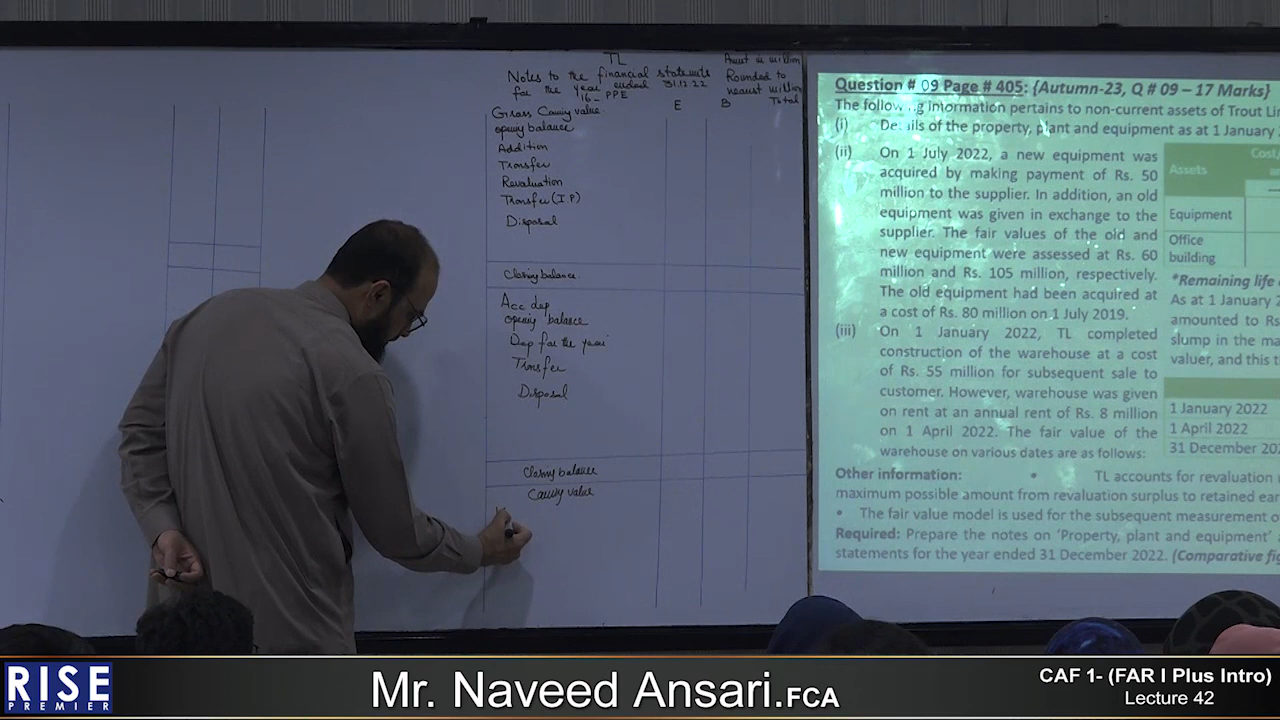 TL
Notes to the financial statements
for the year ended 31.12.22
16- PPE
Amount in million
Rounded to
nearest million
E B Total
Gross Carrying value
opening balance
Addition
Transfer
Revaluation
Transfer (I.P)
Disposal
Closing balance
Acc dep
opening balance
Dep for the year
Transfer
Disposal
Closing balance
Carrying value
Question # 09 Page # 405: {Autumn-23, Q # 09 – 17 Marks}
The following information pertains to non-current assets of Trout
(i) Details of the property, plant and equipment as at 1 January
(ii) On 1 July 2022, a new equipment was
acquired by making payment of Rs. 50
million to the supplier. In addition, an old
equipment was given in exchange to the
supplier. The fair values of the old and
new equipment were assessed at Rs. 60
million and Rs. 105 million, respectively.
The old equipment had been acquired at
a cost of Rs. 80 million on 1 July 2019.
(iii) On 1 January 2022, TL completed
construction of the warehouse at a cost
of Rs. 55 million for subsequent sale to
customer. However, warehouse was given
on rent at an annual rent of Rs. 8 million
on 1 April 2022. The fair value of the
warehouse on various dates are as follows:
Assets
Equipment
Office
building
*Remaining life
As at 1 January
amounted to Rs
slump in the
valuer, and this
1 January 2022
1 April 2022
31 December
Other information: • TL accounts for revaluation
maximum possible amount from revaluation surplus to retained
• The fair value model is used for the subsequent measurement
Required: Prepare the notes on 'Property, plant and equipment'
statements for the year ended 31 December 2022. (Comparative
RISE
PREMIER
Mr. Naveed Ansari.FCA
CAF 1- (FAR I Plus Intro)
Lecture 42